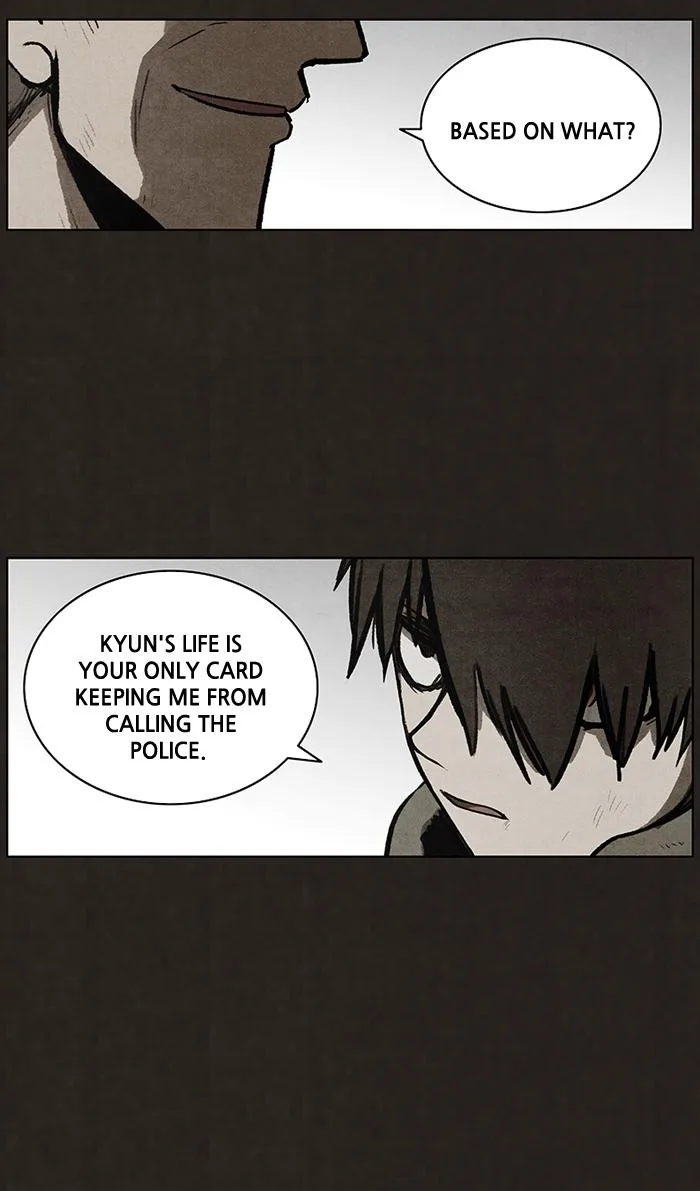 BASED ON WHAT?
KYUN'S LIFE IS
YOUR ONLY CARD
KEEPING ME FROM
CALLING THE
POLICE.